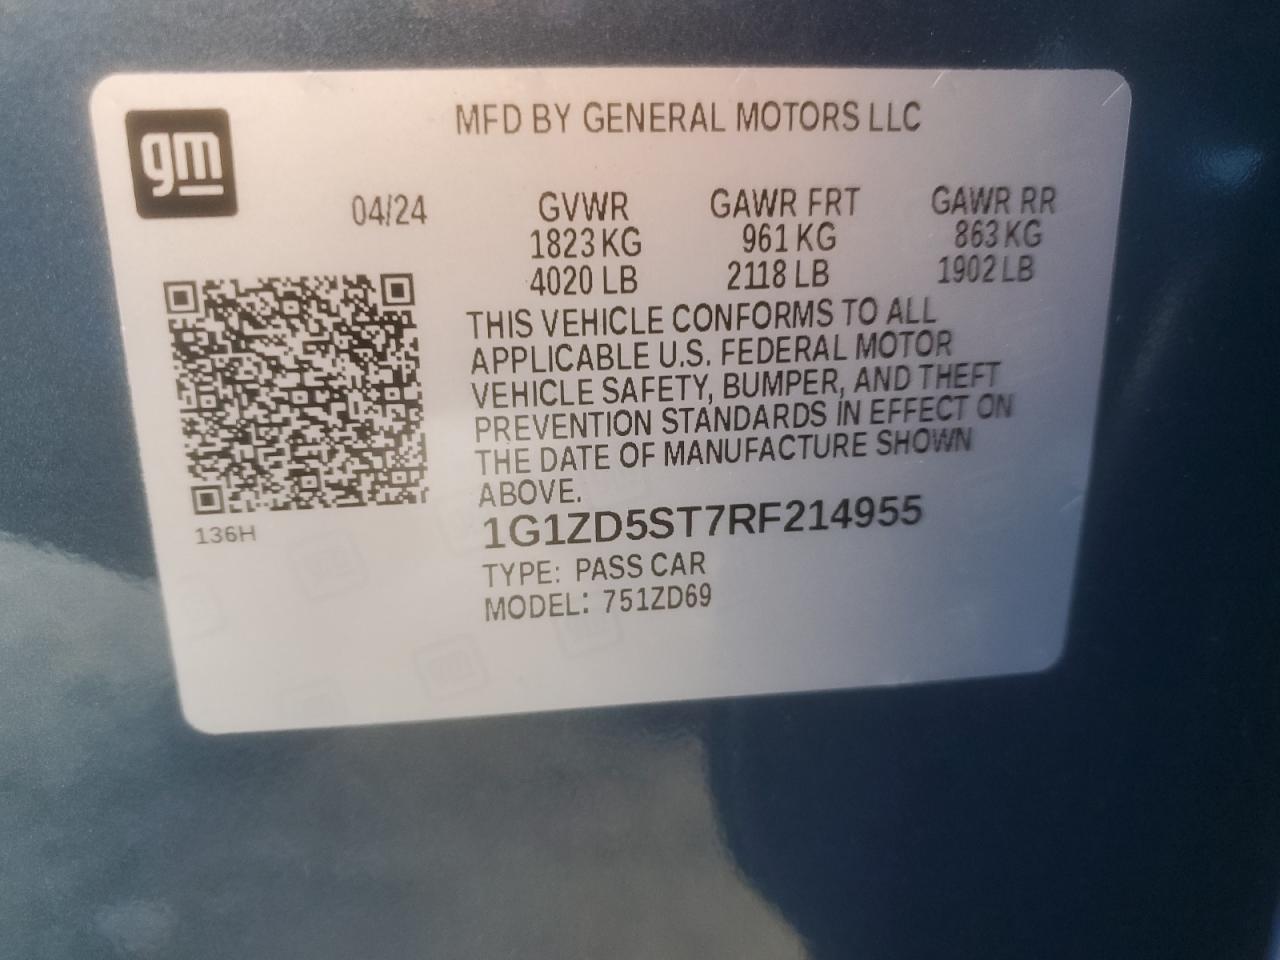 gm
MFD BY GENERAL MOTORS LLC
04/24
GVWR GAWR FRT GAWR RR
1823 KG 961 KG 863 KG
4020 LB 2118 LB 1902 LB
THIS VEHICLE CONFORMS TO ALL
APPLICABLE U.S. FEDERAL MOTOR
VEHICLE SAFETY, BUMPER, AND THEFT
PREVENTION STANDARDS IN EFFECT ON
THE DATE OF MANUFACTURE SHOWN
ABOVE.
136H
1G1ZD5ST7RF214955
TYPE: PASS CAR
MODEL: 751ZD69